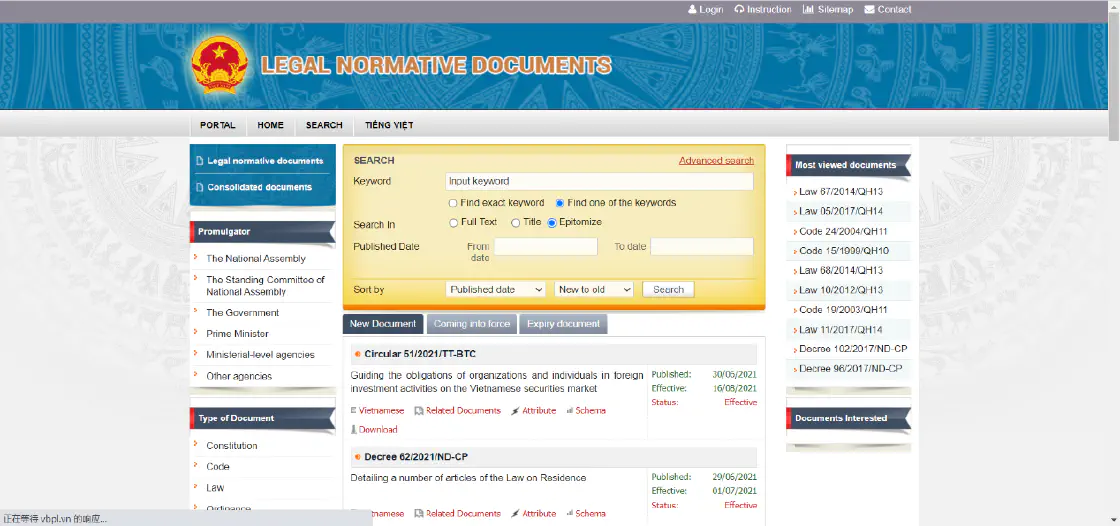 Login Instruction Sitemap Contact
LEGAL NORMATIVE DOCUMENTS
PORTAL HOME SEARCH TIẾNG VIỆT
Legal normative documents
Consolidated documents
Promulgator
The National Assembly
The Standing Committee of
National Assembly
The Government
Prime Minister
Ministerial-level agencies
Other agencies
Type of Document
Constitution
Code
Law
Ordinance
SEARCH Advanced search
Keyword Input keyword
Find exact keyword Find one of the keywords
Search In Full Text Title Epitomize
Published Date From date To date
Sort by Published date New to old Search
New Document Coming into force Expiry document
Circular 51/2021/TT-BTC
Guiding the obligations of organizations and individuals in foreign
investment activities on the Vietnamese securities market
Published: 30/06/2021
Effective: 16/08/2021
Status: Effective
Vietnamese Related Documents Attribute Schema
Download
Decree 62/2021/ND-CP
Detailing a number of articles of the Law on Residence
Published: 29/06/2021
Effective: 01/07/2021
Status: Effective
tnamese Related Documents Attribute Schema
Most viewed documents
Law 67/2014/QH13
Law 05/2017/QH14
Code 24/2004/QH11
Code 15/1999/QH10
Law 68/2014/QH13
Law 10/2012/QH13
Code 19/2003/QH11
Law 11/2017/QH14
Decree 102/2017/ND-CP
Decree 96/2017/ND-CP
Documents Interested
正在等待 vbpl.vn 的响应...